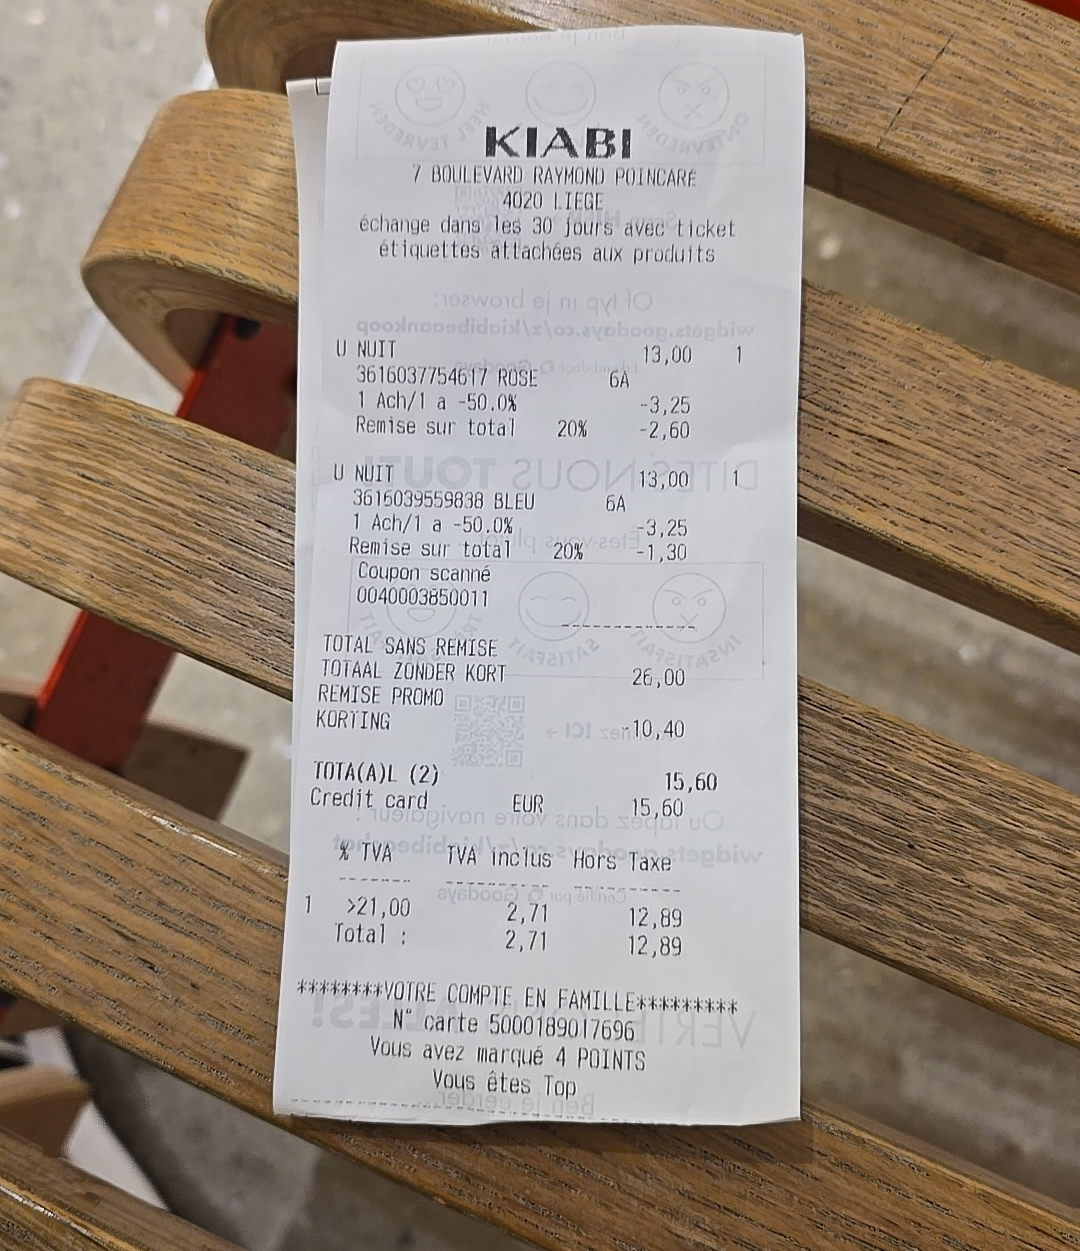 KIABI
7 BOULEVARD RAYMOND POINCARÉ
4020 LIEGE
échange dans les 30 jours avec ticket
étiquettes attachées aux produits
U NUIT 13,00 1
3616037754617 ROSE 6A
1 Ach/1 a -50.0% -3,25
Remise sur total 20% -2,60
U NUIT 13,00 1
3616039559838 BLEU 6A
1 Ach/1 a -50.0% -3,25
Remise sur total 20% -1,30
Coupon scanné
0040003850011
TOTAL SANS REMISE
TOTAAL ZONDER KORT 26,00
REMISE PROMO
KORTING -10,40
TOTA(A)L (2) 15,60
Credit card EUR 15,60
% TVA TVA inclus Hors Taxe
1 >21,00 2,71 12,89
Total : 2,71 12,89
********VOTRE COMPTE EN FAMILLE*********
N° carte 5000189017696
Vous avez marqué 4 POINTS
Vous êtes Top